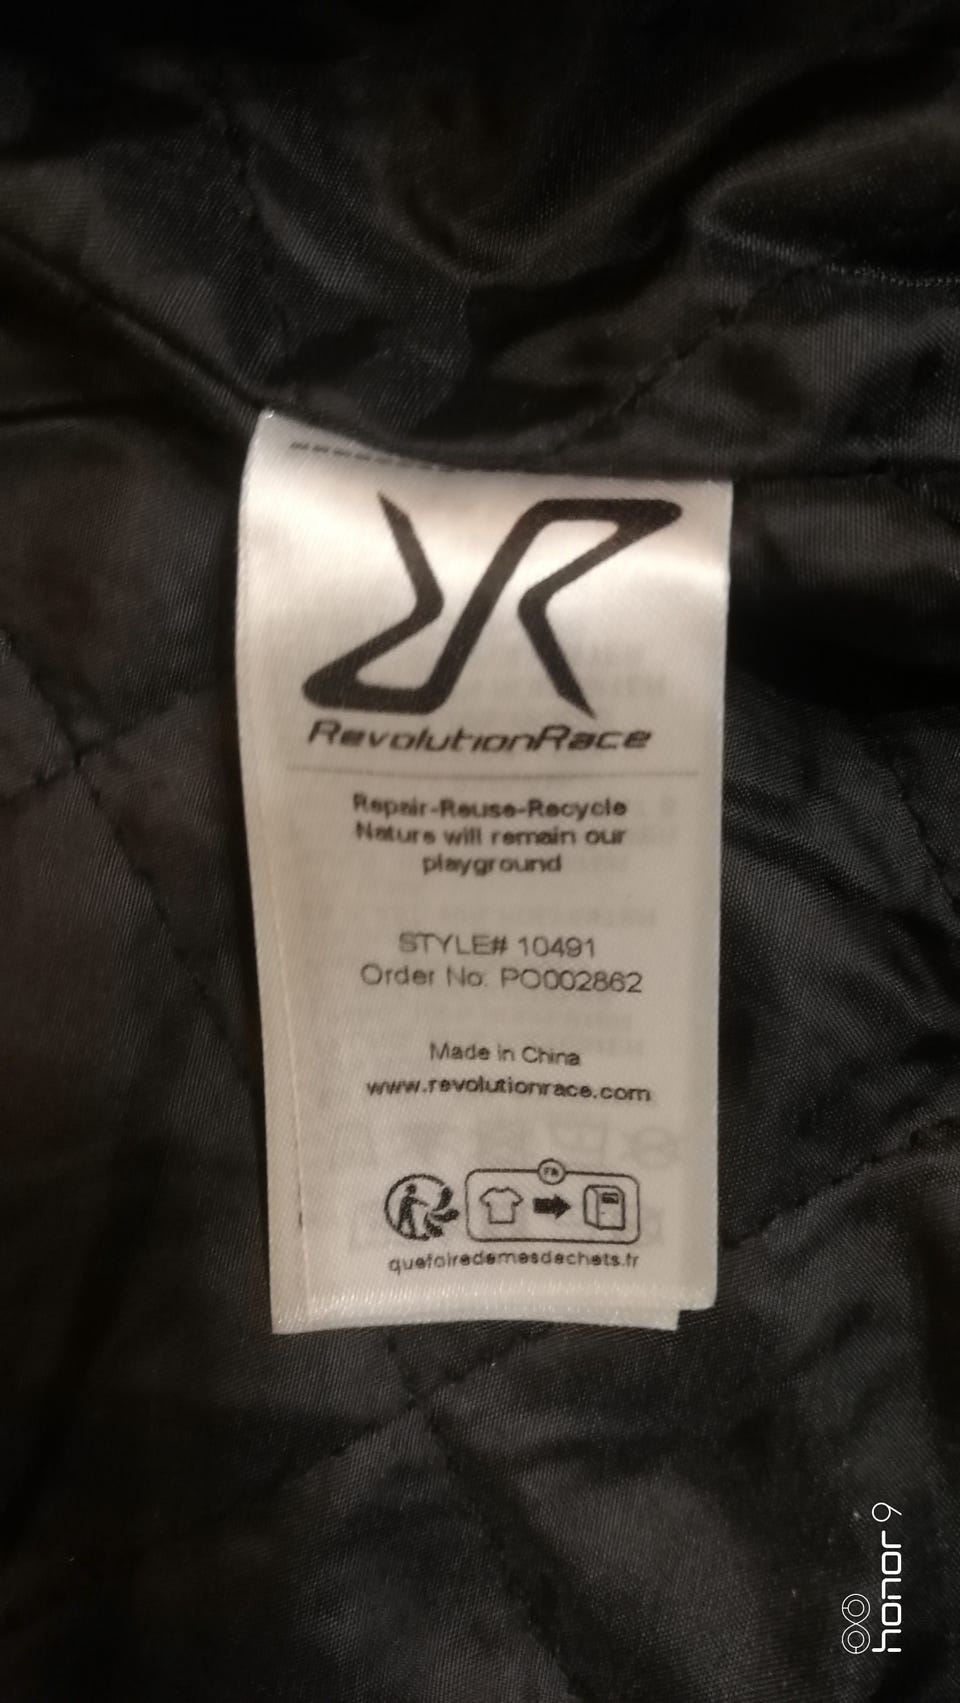 RevolutionRace
Repair-Reuse-Recycle
Nature will remain our
playground
STYLE# 10491
Order No. PO002862
Made in China
www.revolutionrace.com
FR
quefairedemesdechets.fr
honor 9